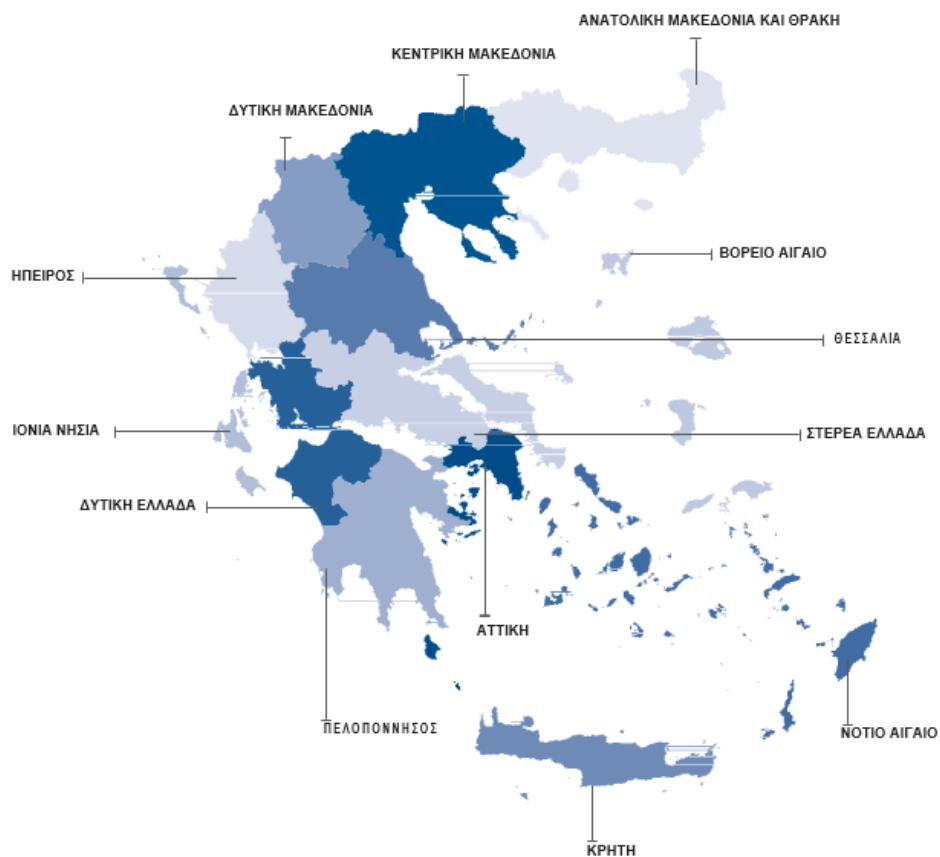 ΑΝΑΤΟΛΙΚΗ ΜΑΚΕΔΟΝΙΑ ΚΑΙ ΘΡΑΚΗ
ΚΕΝΤΡΙΚΗ ΜΑΚΕΔΟΝΙΑ
ΔΥΤΙΚΗ ΜΑΚΕΔΟΝΙΑ
ΒΟΡΕΙΟ ΑΙΓΑΙΟ
ΗΠΕΙΡΟΣ
ΘΕΣΣΑΛΙΑ
ΙΟΝΙΑ ΝΗΣΙΑ
ΣΤΕΡΕΑ ΕΛΛΑΔΑ
ΔΥΤΙΚΗ ΕΛΛΑΔΑ
ΑΤΤΙΚΗ
ΠΕΛΟΠΟΝΝΗΣΟΣ
ΝΟΤΙΟ ΑΙΓΑΙΟ
ΚΡΗΤΗ